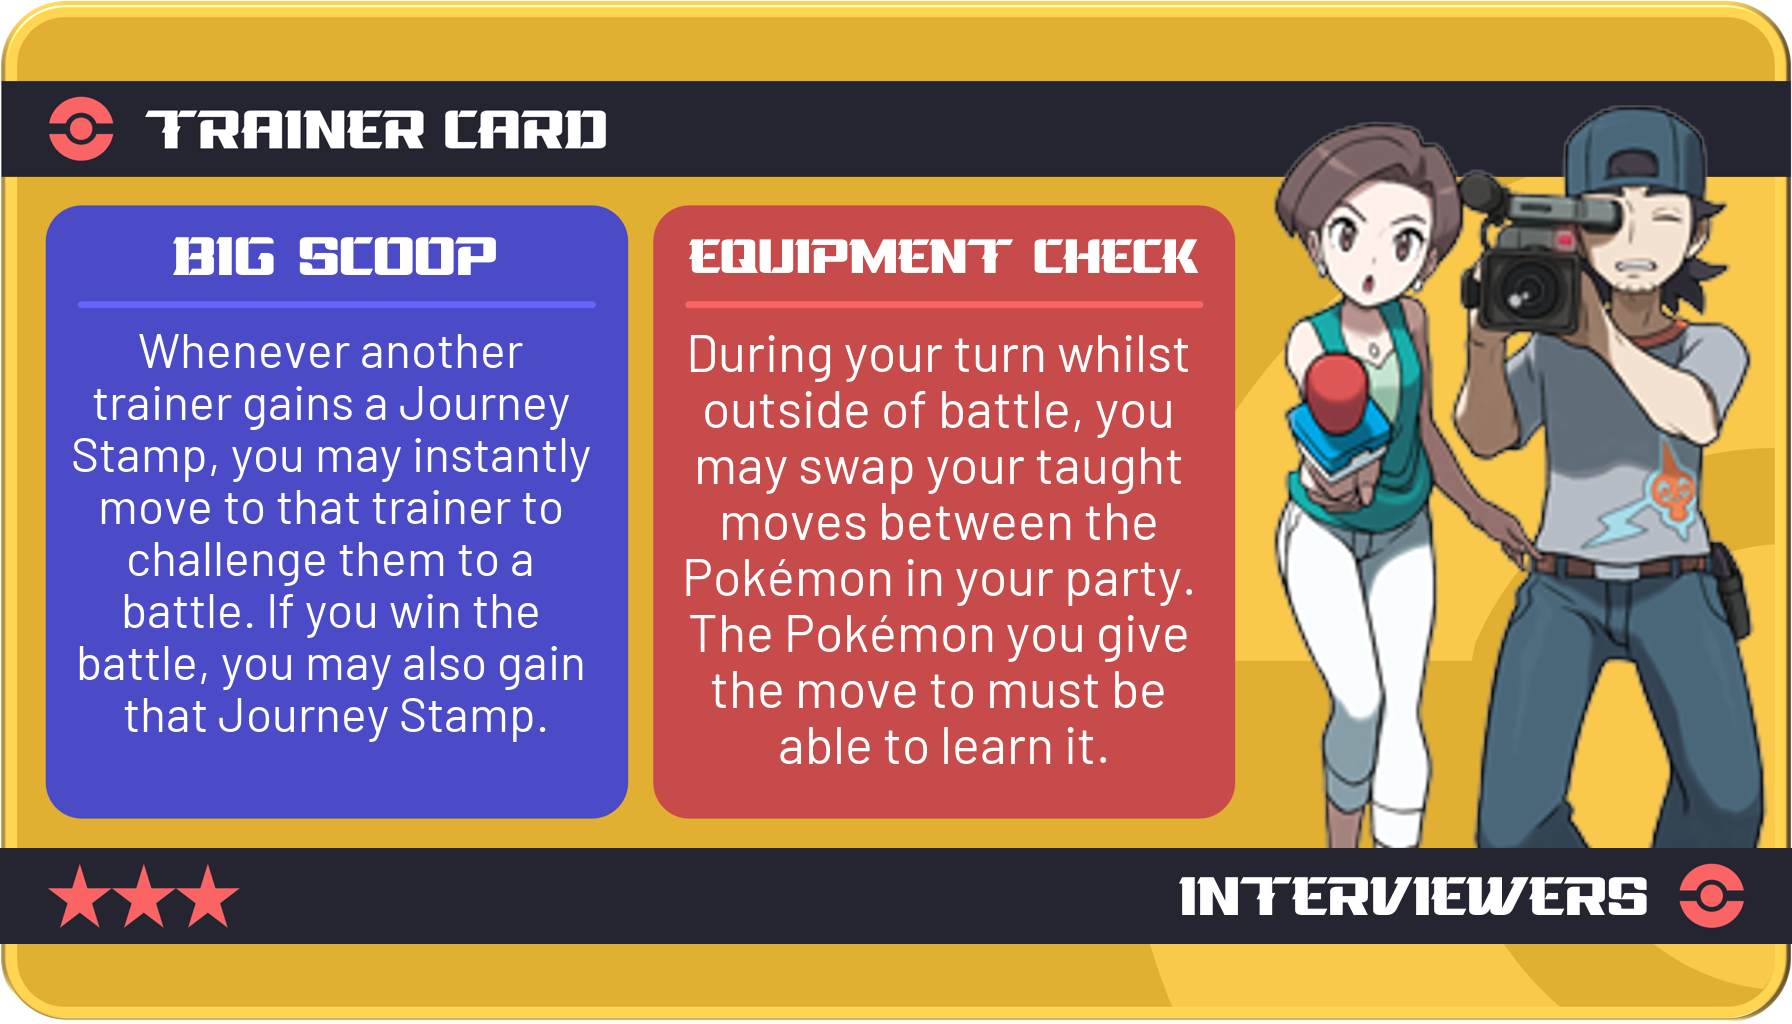 TRAINER CARD
BIG SCOOP
Whenever another
trainer gains a Journey
Stamp, you may instantly
move to that trainer to
challenge them to a
battle. If you win the
battle, you may also gain
that Journey Stamp.
EQUIPMENT CHECK
During your turn whilst
outside of battle, you
may swap your taught
moves between the
Pokémon in your party.
The Pokémon you give
the move to must be
able to learn it.
INTERVIEWERS